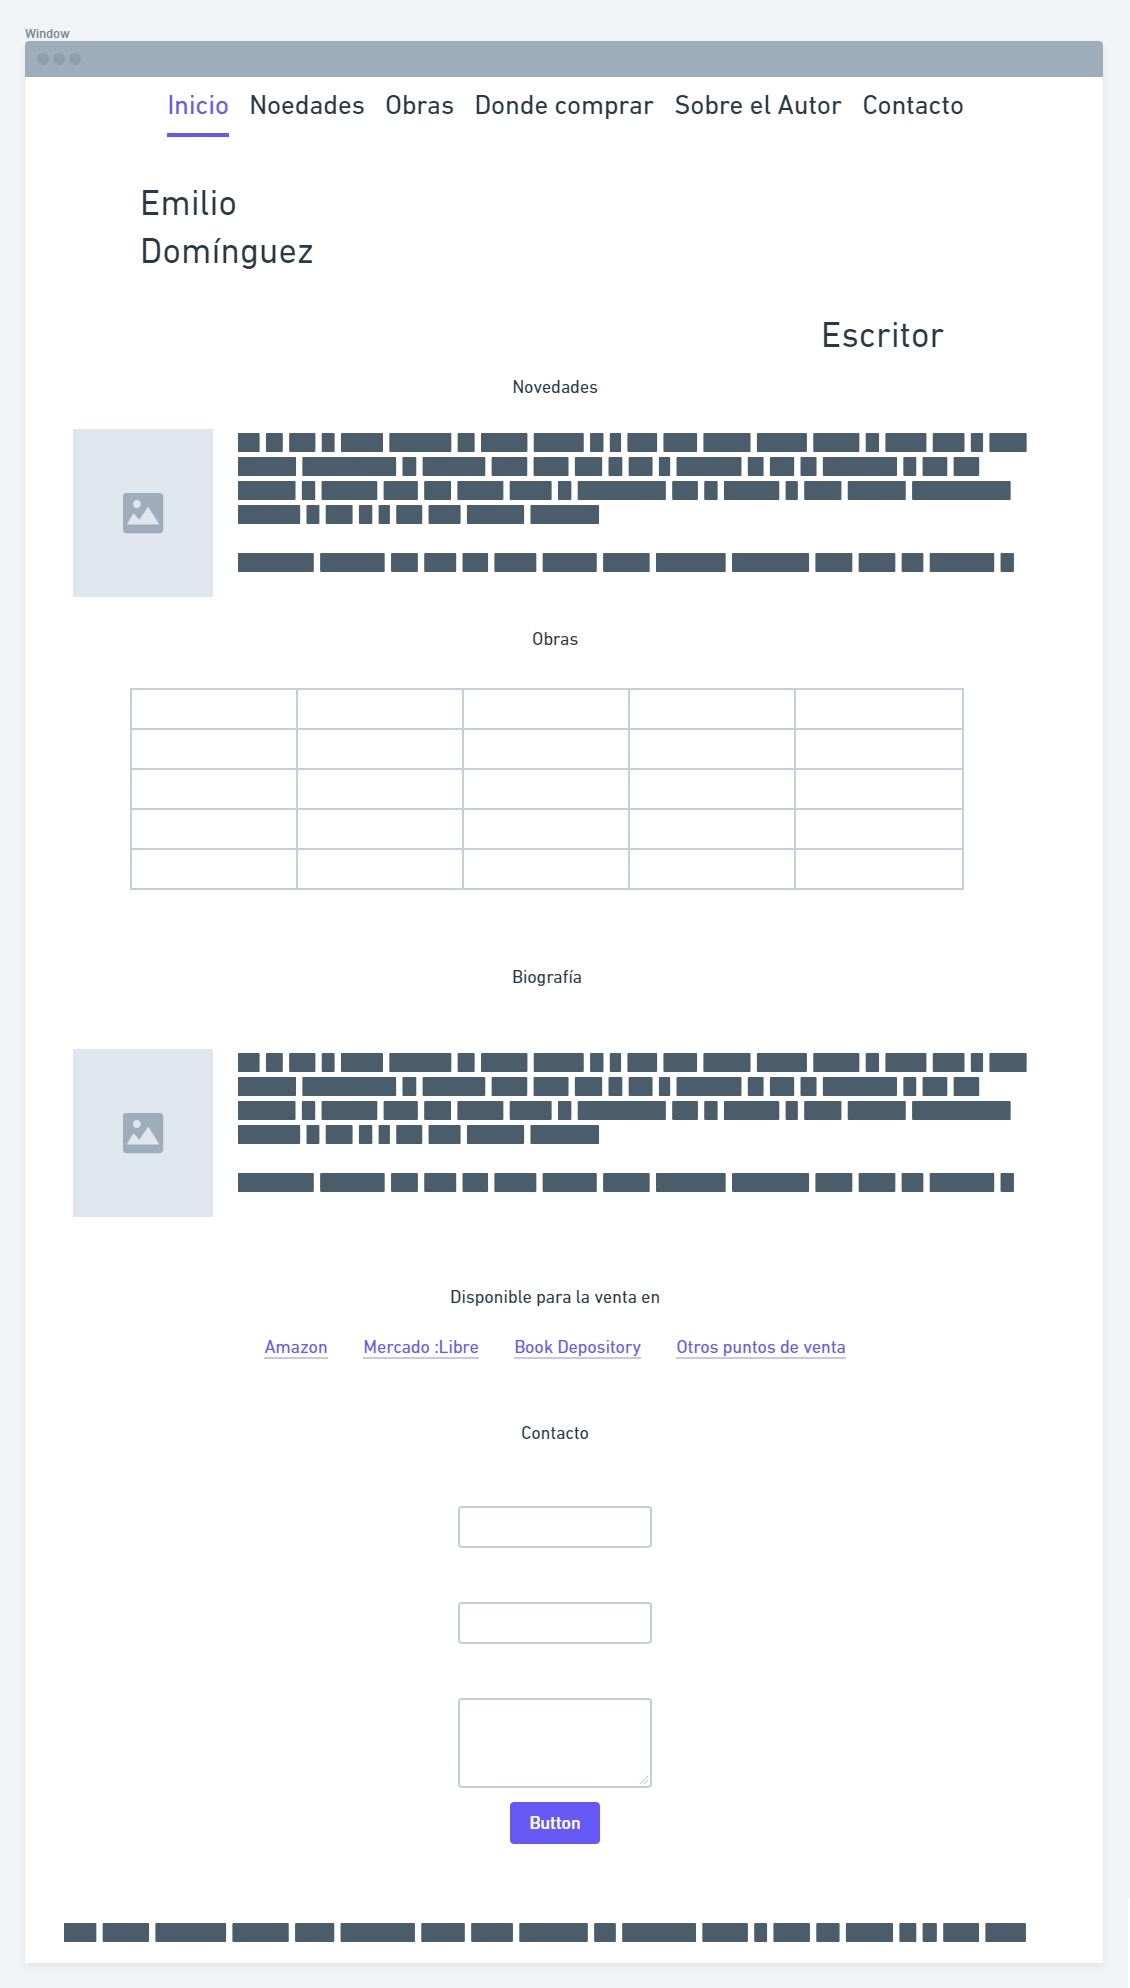 Window
Inicio Noedades Obras Donde comprar Sobre el Autor Contacto
Emilio
Domínguez
Escritor
Novedades
Obras
Biografía
Disponible para la venta en
Amazon Mercado :Libre Book Depository Otros puntos de venta
Contacto
Button